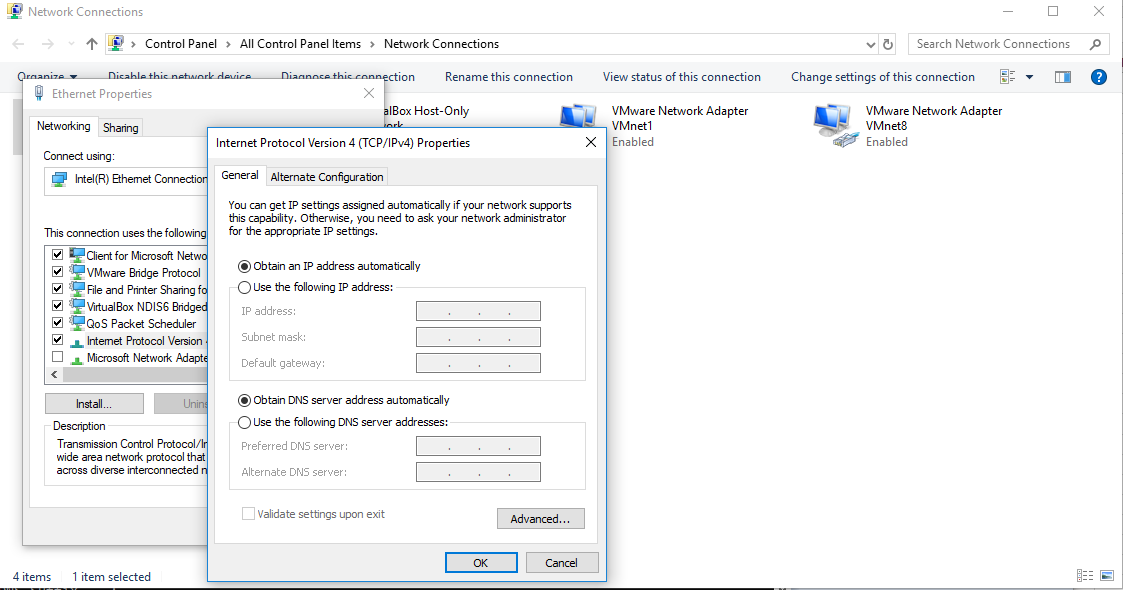 Network Connections
Control Panel > All Control Panel Items > Network Connections
Search Network Connections
Organize
Disable this network device
Diagnose this connection
Rename this connection
View status of this connection
Change settings of this connection
Ethernet Properties
Networking
Sharing
Connect using:
Intel(R) Ethernet Connection
This connection uses the following
Client for Microsoft Netwo
VMware Bridge Protocol
File and Printer Sharing fo
VirtualBox NDIS6 Bridged
QoS Packet Scheduler
Internet Protocol Version
Microsoft Network Adapte
Install...
Unins
Description
Transmission Control Protocol/Ir
wide area network protocol that
across diverse interconnected n
alBox Host-Only
VMware Network Adapter
VMnet1
Enabled
VMware Network Adapter
VMnet8
Enabled
Internet Protocol Version 4 (TCP/IPv4) Properties
General
Alternate Configuration
You can get IP settings assigned automatically if your network supports
this capability. Otherwise, you need to ask your network administrator
for the appropriate IP settings.
Obtain an IP address automatically
Use the following IP address:
IP address:
Subnet mask:
Default gateway:
Obtain DNS server address automatically
Use the following DNS server addresses:
Preferred DNS server:
Alternate DNS server:
Validate settings upon exit
Advanced...
OK
Cancel
4 items
1 item selected